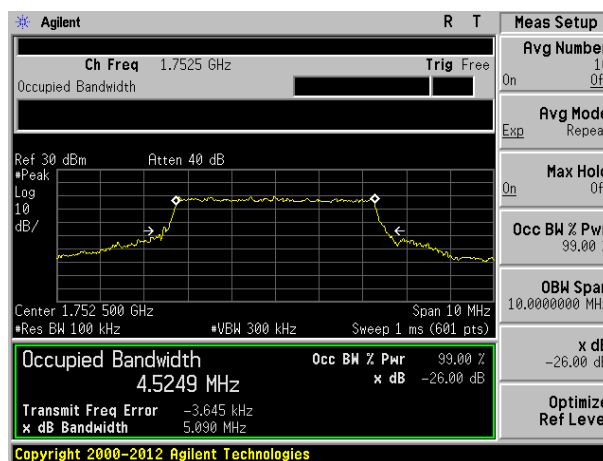 Agilent R T Meas Setup
Ch Freq 1.7525 GHz Trig Free
Occupied Bandwidth
Ref 30 dBm Atten 40 dB
#Peak
Log
10
dB/
Center 1.752 500 GHz Span 10 MHz
#Res BW 100 kHz #VBW 300 kHz Sweep 1 ms (601 pts)
Occupied Bandwidth
4.5249 MHz
Occ BW % Pwr 99.00 %
x dB -26.00 dB
Transmit Freq Error -3.645 kHz
x dB Bandwidth 5.090 MHz
Copyright 2000-2012 Agilent Technologies
Avg Number
On
Avg Mode
Exp Repeat
Max Hold
On
Occ BW % Pwr
99.00
OBW Span
10.0000000
x dB
-26.00
Optimize
Ref Level